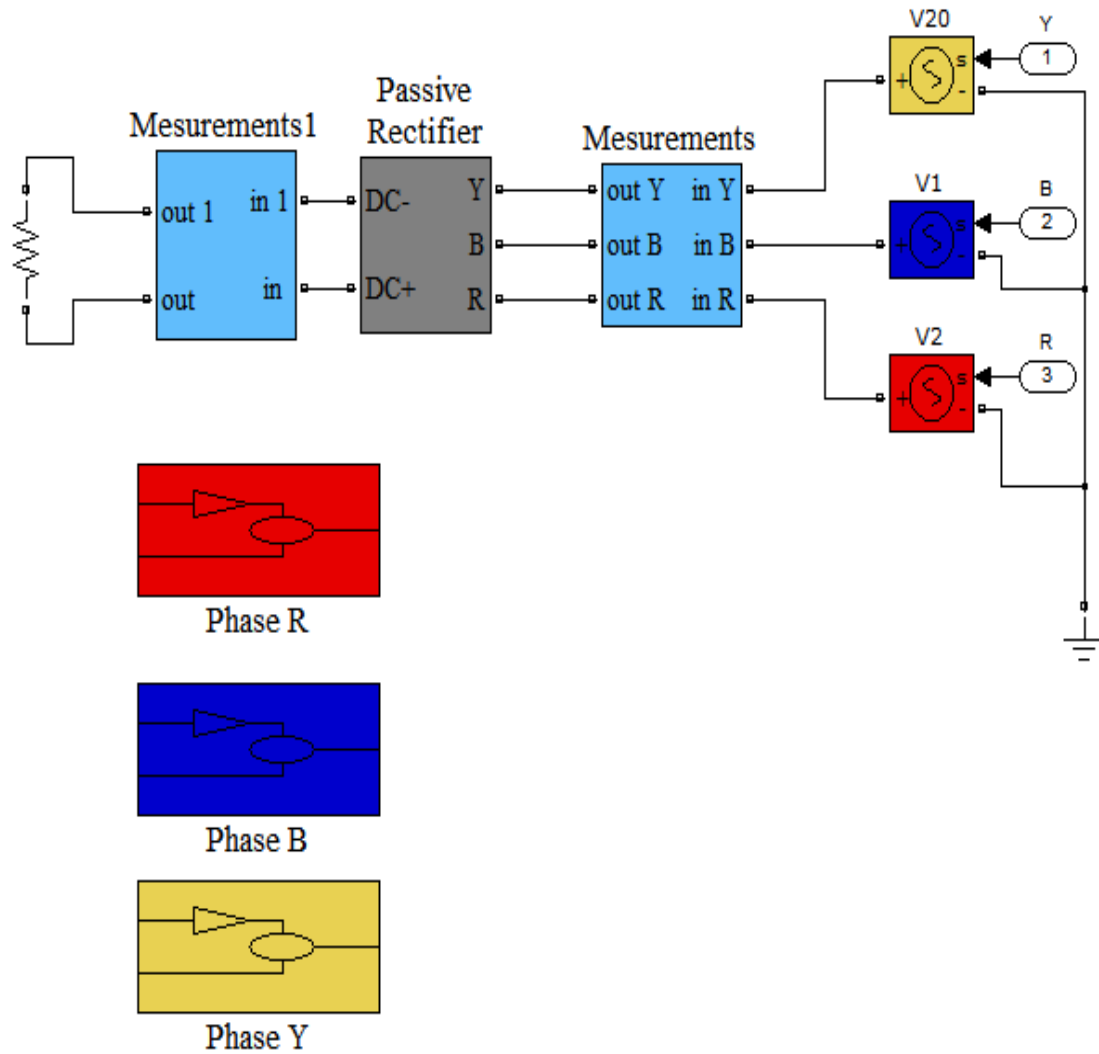 V20
Y
s
1
+
-
Passive
Rectifier
Mesurements1
Mesurements
out 1
in 1
out
in
DC-
DC+
Y
B
R
out Y
in Y
out B
in B
out R
in R
V1
B
s
2
+
-
V2
R
s
3
+
-
Phase R
Phase B
Phase Y